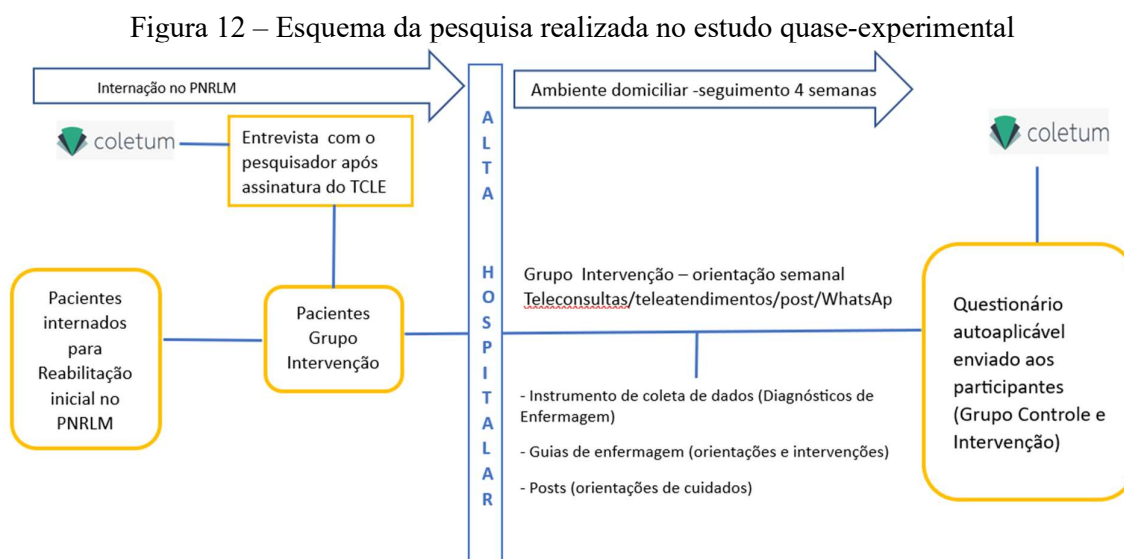 Figura 12 – Esquema da pesquisa realizada no estudo quase-experimental
Internação no PNRLM
Ambiente domiciliar -seguimento 4 semanas
coletum
Entrevista com o
pesquisador após
assinatura do TCLE
coletum
ALTA HOSPITALAR
Pacientes
internados
para
Reabilitação
inicial no
PNRLM
Pacientes
Grupo
Intervenção
Grupo Intervenção – orientação semanal
Teleconsultas/teleatendimentos/post/WhatsAp
- Instrumento de coleta de dados (Diagnósticos de
Enfermagem)
- Guias de enfermagem (orientações e intervenções)
- Posts (orientações de cuidados)
Questionário
autoaplicável
enviado aos
participantes
(Grupo Controle e
Intervenção)